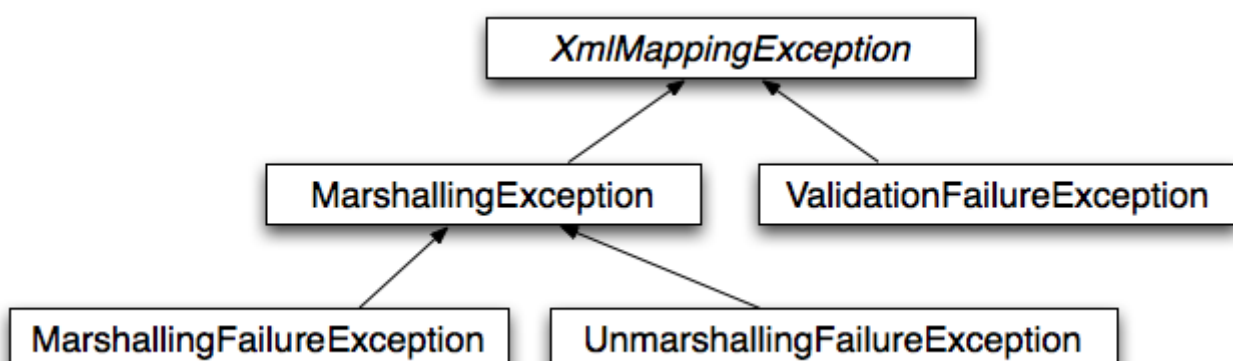 XmlMappingException
MarshallingException
ValidationFailureException
MarshallingFailureException
UnmarshallingFailureException